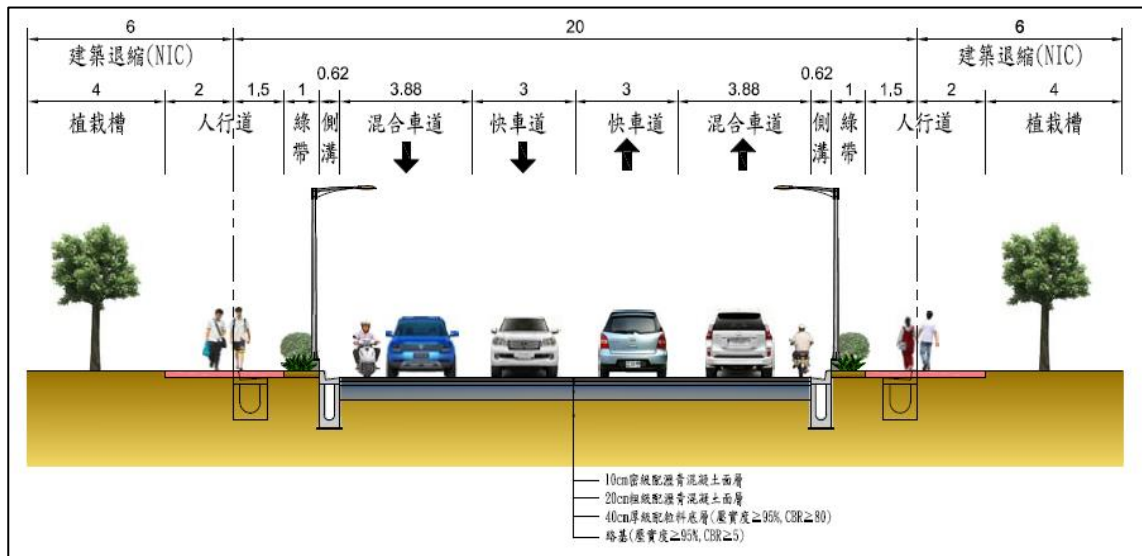 6 20 6
建築退縮(NIC) 建築退縮(NIC)
0.62 0.62
4 2 1,5 1 3.88 3 3 3.88 1 1,5 2 4
植栽槽 人行道 綠帶 側溝 混合車道 快車道 快車道 混合車道 側溝 綠帶 人行道 植栽槽
10cm密級配瀝青混凝土面層
20cm粗級配瀝青混凝土面層
40cm厚級配粒料底層(壓實度≧95%,CBR≧80)
路基(壓實度≧95%,CBR≧5)